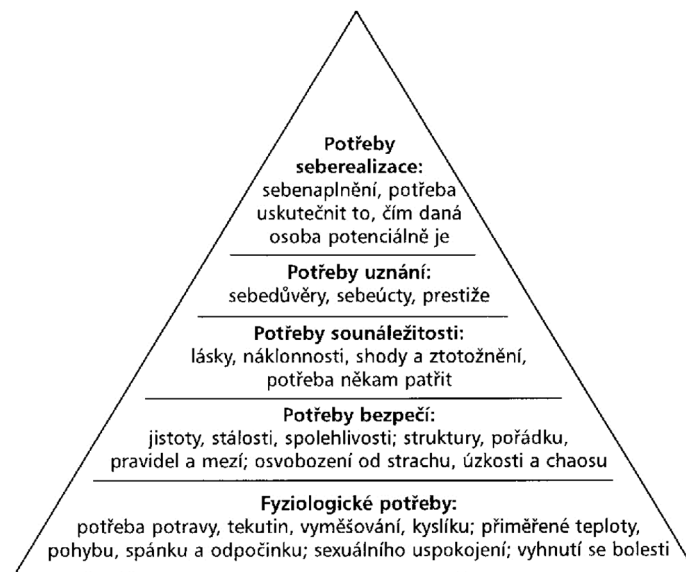 Potřeby
seberealizace:
sebenaplnění, potřeba
uskutečnit to, čím daná
osoba potenciálně je
Potřeby uznání:
sebedůvěry, sebeúcty, prestiže
Potřeby sounáležitosti:
lásky, náklonnosti, shody a ztotožnění,
potřeba někam patřit
Potřeby bezpečí:
jistoty, stálosti, spolehlivosti; struktury, pořádku,
pravidel a mezí; osvobození od strachu, úzkosti a chaosu
Fyziologické potřeby:
potřeba potravy, tekutin, vyměšování, kyslíku; přiměřené teploty,
pohybu, spánku a odpočinku; sexuálního uspokojení; vyhnutí se bolesti